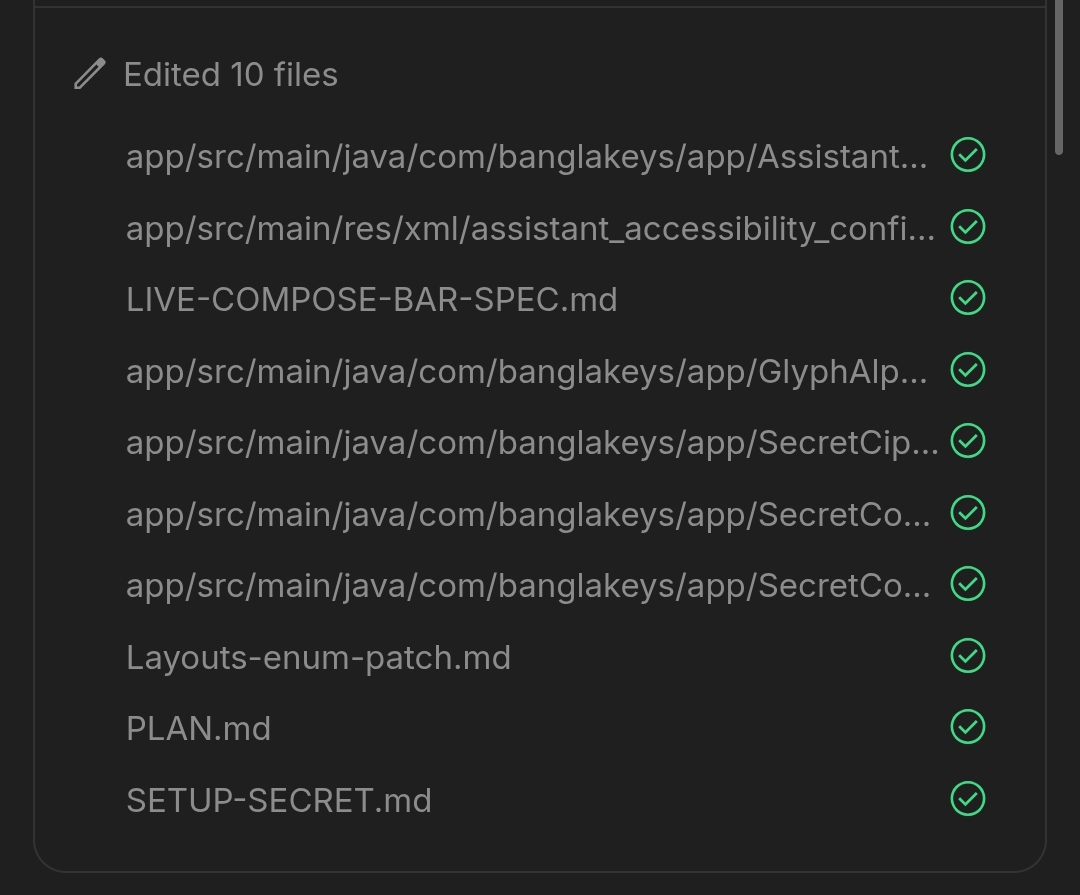 Edited 10 files
app/src/main/java/com/banglakeys/app/Assistant...
app/src/main/res/xml/assistant_accessibility_confi...
LIVE-COMPOSE-BAR-SPEC.md
app/src/main/java/com/banglakeys/app/GlyphAlp...
app/src/main/java/com/banglakeys/app/SecretCip...
app/src/main/java/com/banglakeys/app/SecretCo...
app/src/main/java/com/banglakeys/app/SecretCo...
Layouts-enum-patch.md
PLAN.md
SETUP-SECRET.md